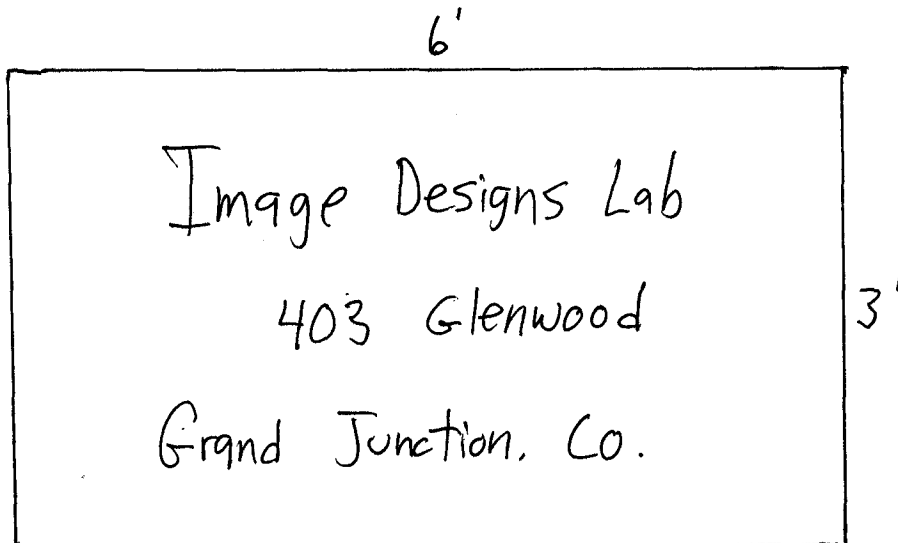 6'
Image Designs Lab
403 Glenwood
3'
Grand Junction, Co.